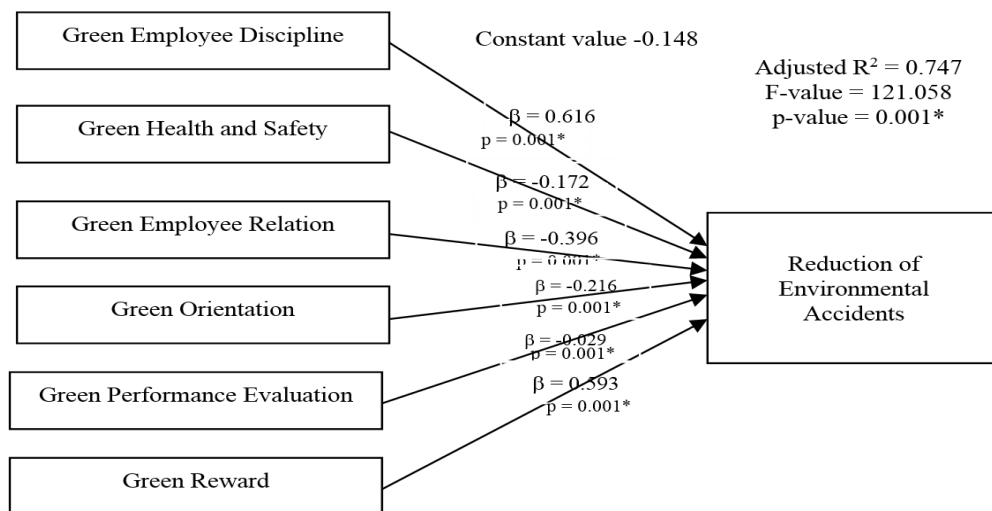 Green Employee Discipline
Constant value -0.148
Adjusted R² = 0.747
F-value = 121.058
p-value = 0.001*
β = 0.616
p = 0.001*
Green Health and Safety
β = -0.172
p = 0.001*
Green Employee Relation
β = -0.396
p = 0.001*
Reduction of
Environmental
Accidents
Green Orientation
β = -0.216
p = 0.001*
β = -0.029
p = 0.001*
Green Performance Evaluation
β = 0.593
p = 0.001*
Green Reward